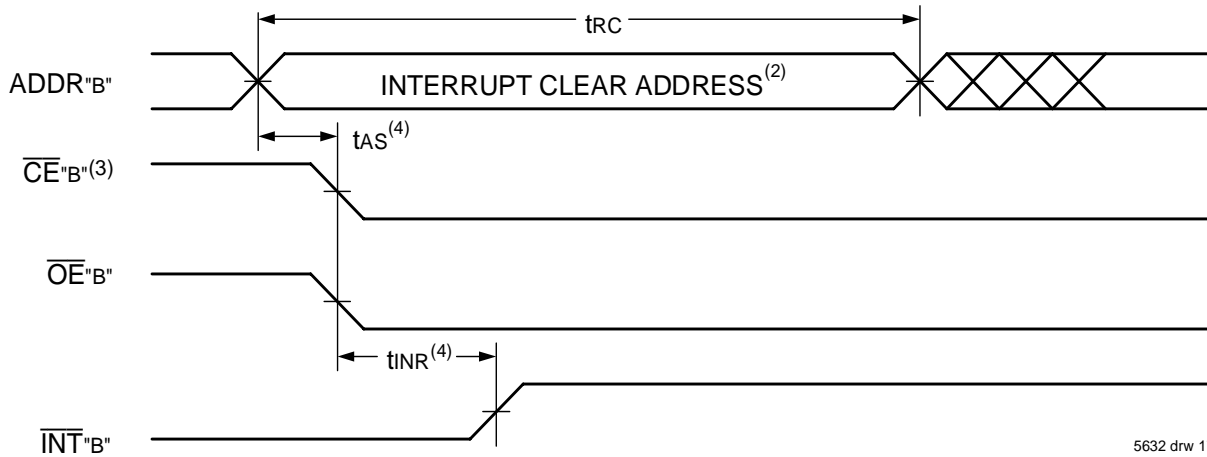 tRC
ADDR"B"
INTERRUPT CLEAR ADDRESS(2)
tAS(4)
CE"B"(3)
OE"B"
tINR(4)
INT"B"
5632 drw 1